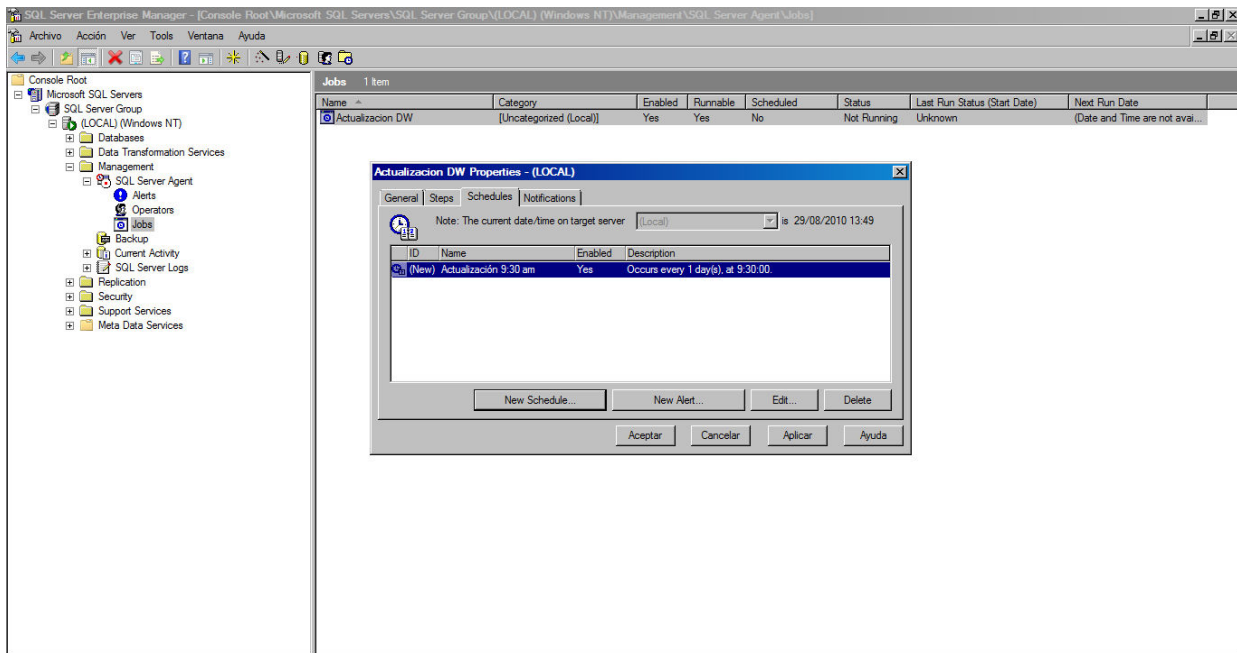 SQL Server Enterprise Manager - [Console Root\Microsoft SQL Servers\SQL Server Group\(LOCAL) (Windows NT)\Management\SQL Server Agent\Jobs]
Archivo Acción Ver Tools Ventana Ayuda
Console Root
Microsoft SQL Servers
SQL Server Group
(LOCAL) (Windows NT)
Databases
Data Transformation Services
Management
SQL Server Agent
Alerts
Operators
Jobs
Backup
Current Activity
SQL Server Logs
Replication
Security
Support Services
Meta Data Services
Jobs 1 Item
Name Category Enabled Runnable Scheduled Status Last Run Status (Start Date) Next Run Date
Actualizacion DW [Uncategorized (Local)] Yes Yes No Not Running Unknown (Date and Time are not avai...
Actualizacion DW Properties - (LOCAL)
General Steps Schedules Notifications
Note: The current date/time on target server (Local) is 29/08/2010 13:49
ID Name Enabled Description
(New) Actualización 9:30 am Yes Occurs every 1 day(s), at 9:30:00.
New Schedule... New Alert... Edit... Delete
Aceptar Cancelar Aplicar Ayuda